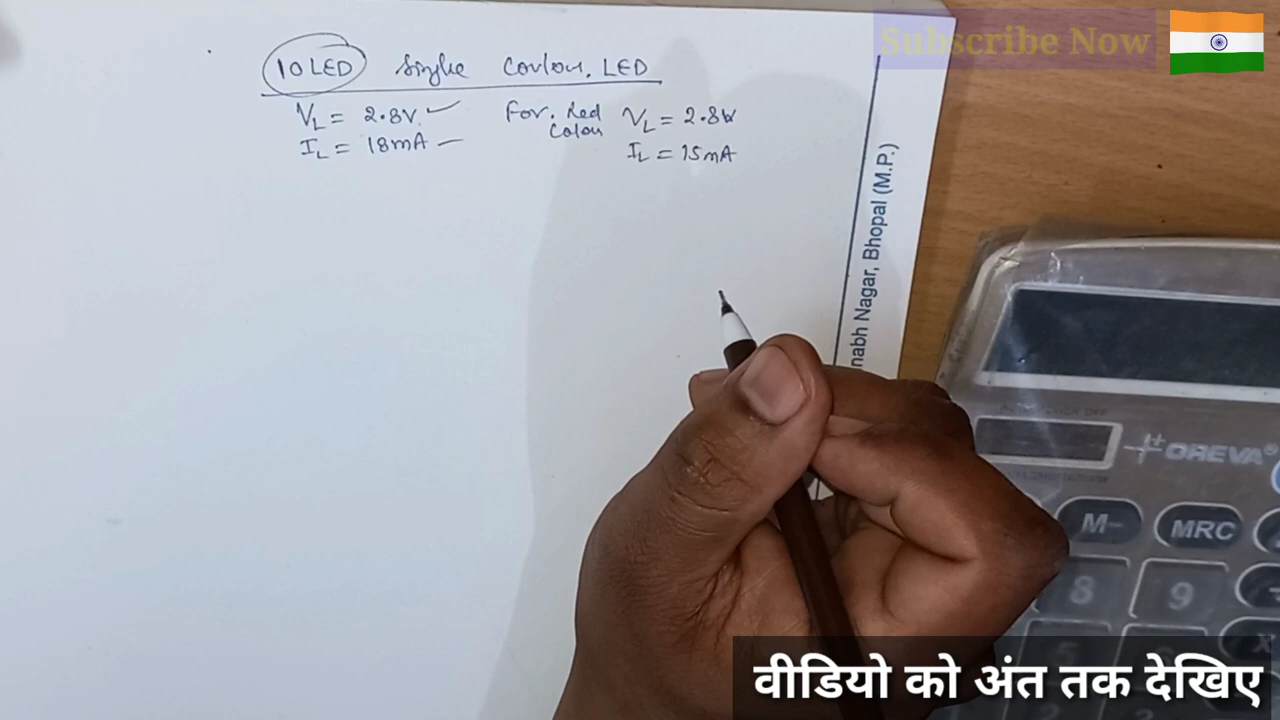 Subscribe Now
10 LED Single Colour. LED
VL = 2.8V. For. Red Colour VL = 2.8V
IL = 18mA IL = 15mA
nabh Nagar, Bhopal (M.P.)
OREVA
M- MRC
8 9
वीडियो को अंत तक देखिए